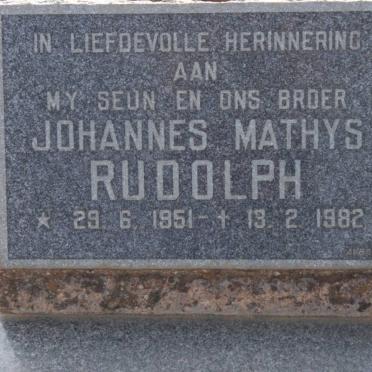 IN LIEFDEVOLLE HERINNERING
AAN
MY SEUN EN ONS BROER
JOHANNES MATHYS
RUDOLPH
* 29. 6. 1951 - † 13. 2. 1982